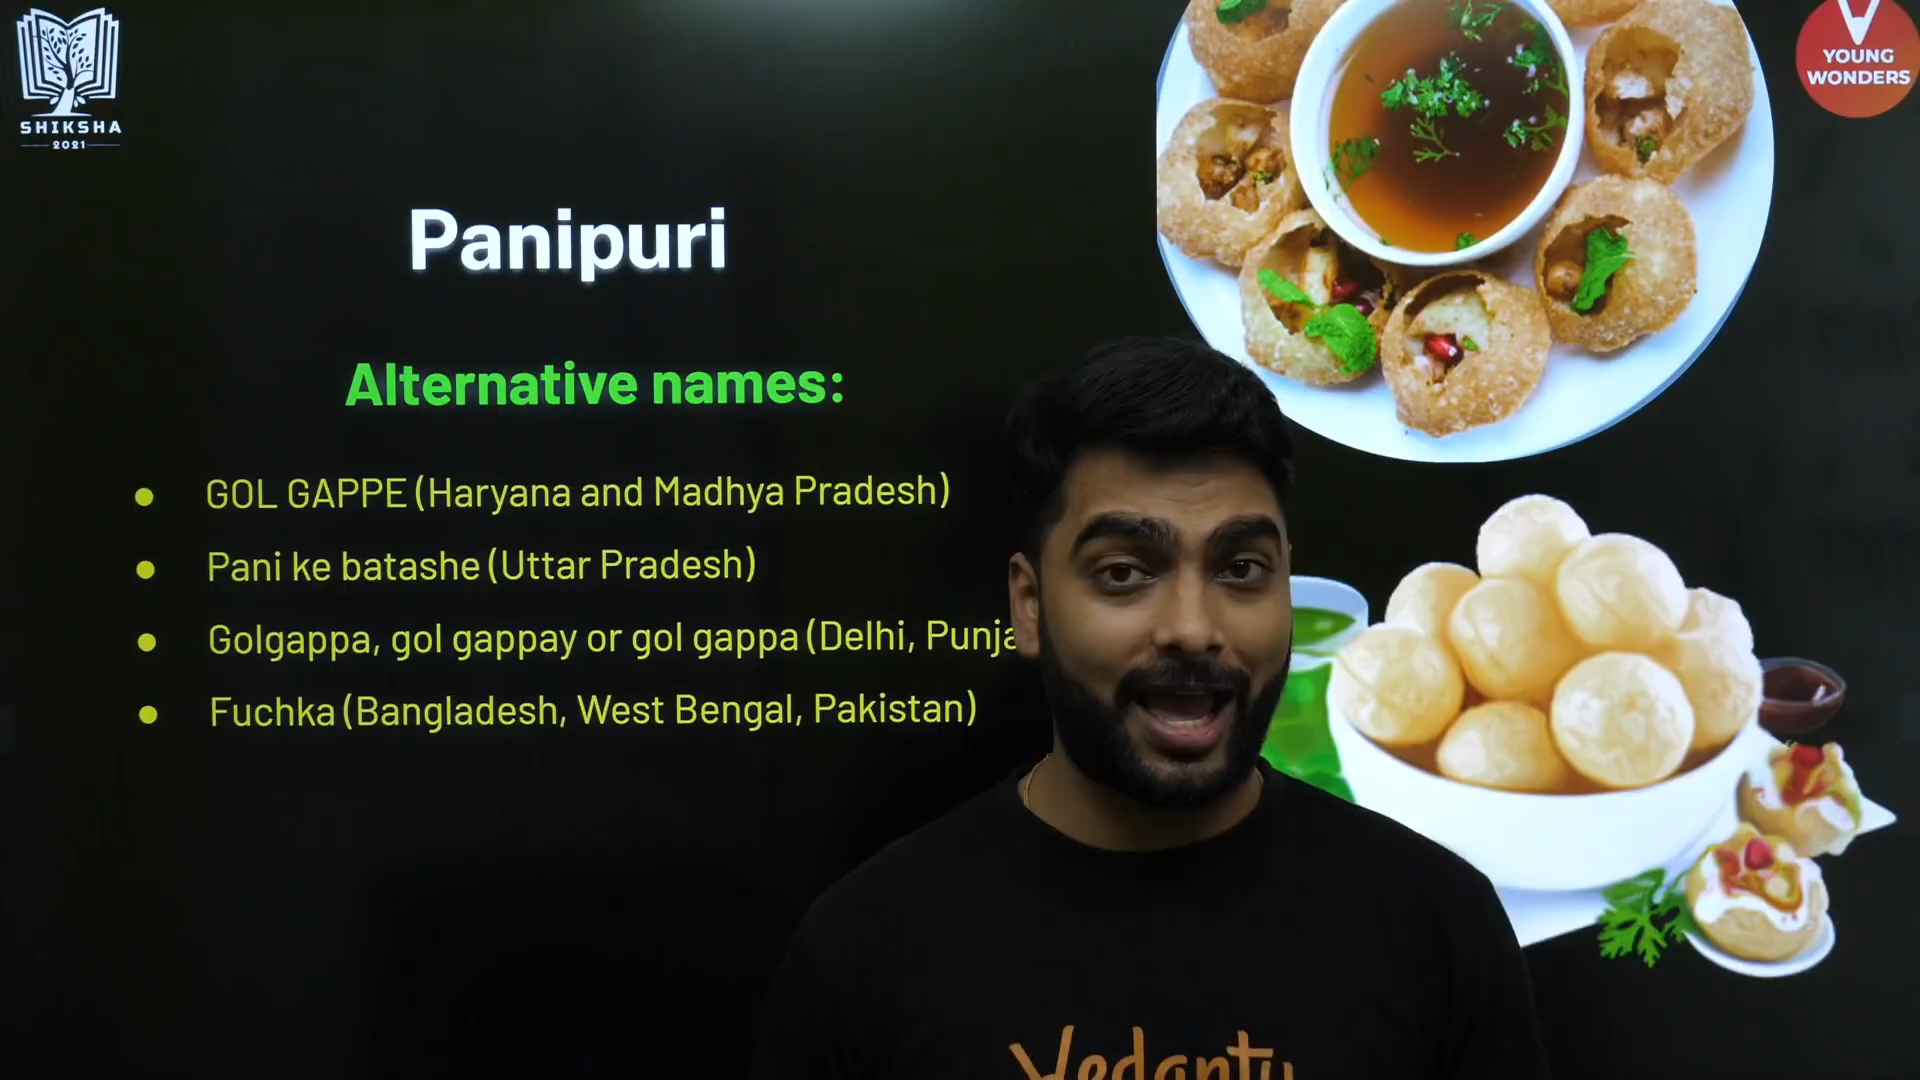 SHIKSHA
2021
YOUNG
WONDERS
Panipuri
Alternative names:
GOL GAPPE (Haryana and Madhya Pradesh)
Pani ke batashe (Uttar Pradesh)
Golgappa, gol gappay or gol gappa (Delhi,
Fuchka (Bangladesh, West Bengal, Pakistan)
Vedantu